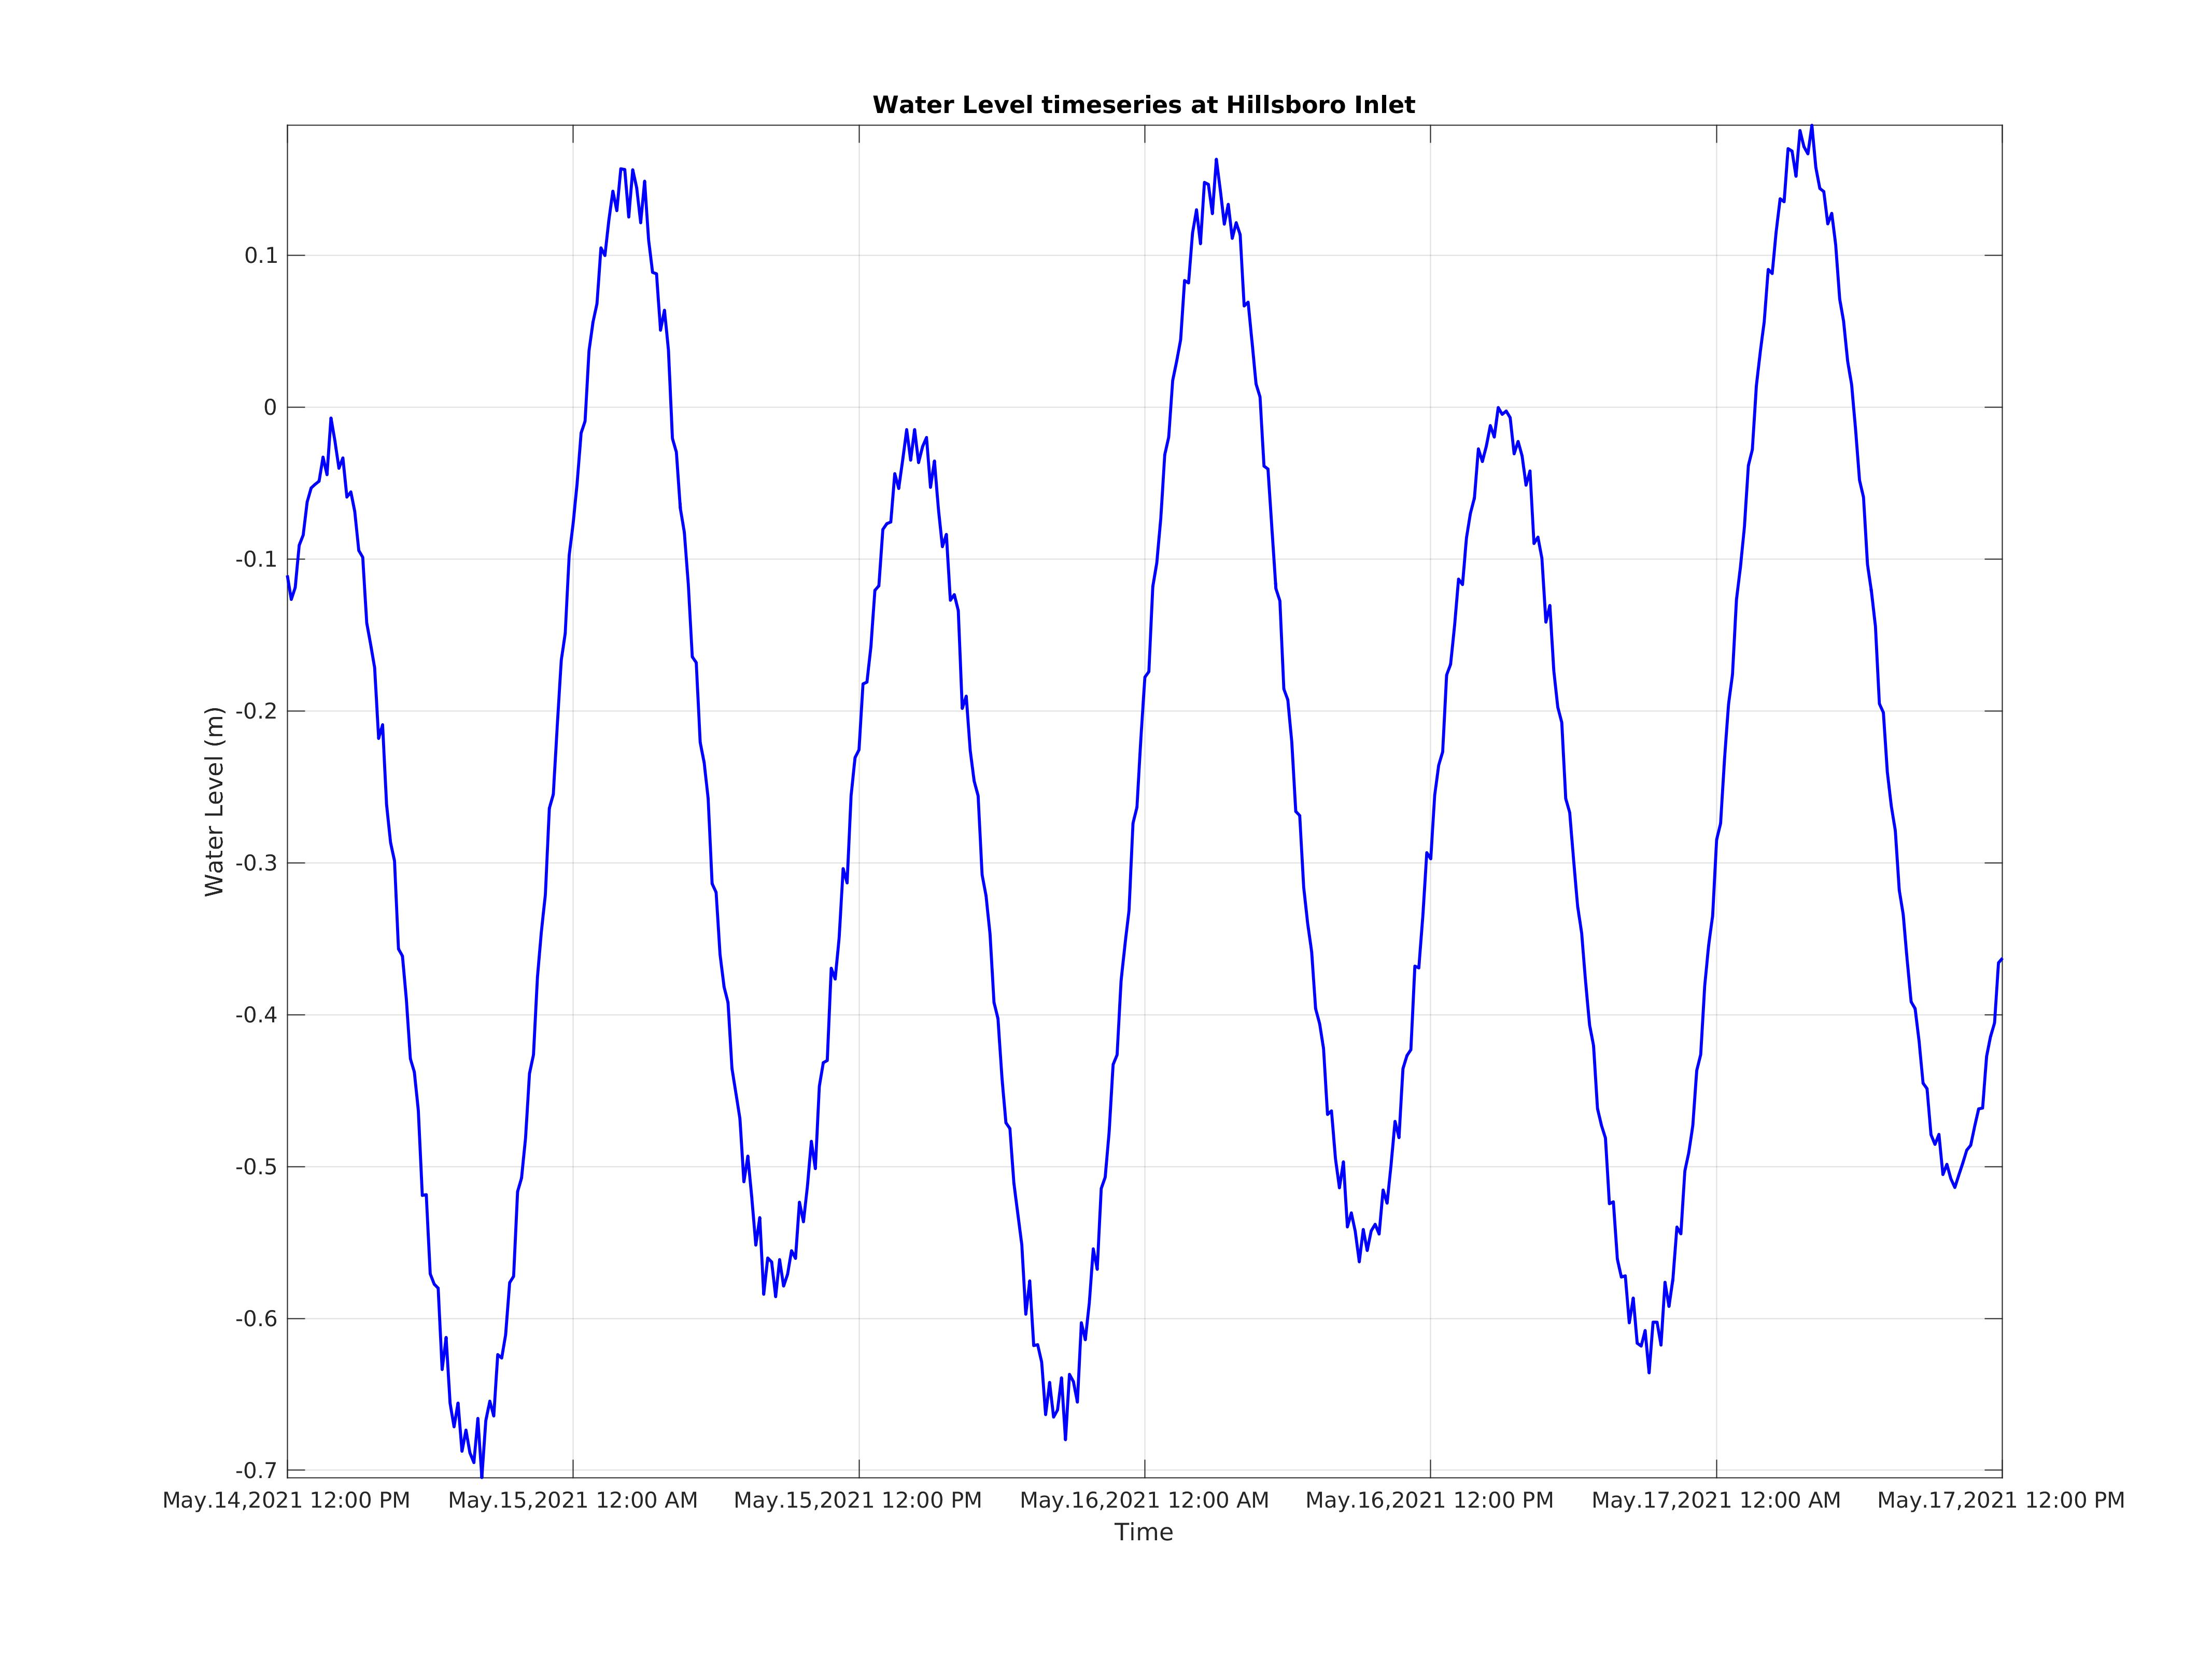 Water Level timeseries at Hillsboro Inlet
0.1
0
-0.1
-0.2
-0.3
-0.4
-0.5
-0.6
-0.7
Water Level (m)
May.14,2021 12:00 PM May.15,2021 12:00 AM May.15,2021 12:00 PM May.16,2021 12:00 AM May.16,2021 12:00 PM May.17,2021 12:00 AM May.17,2021 12:00 PM
Time